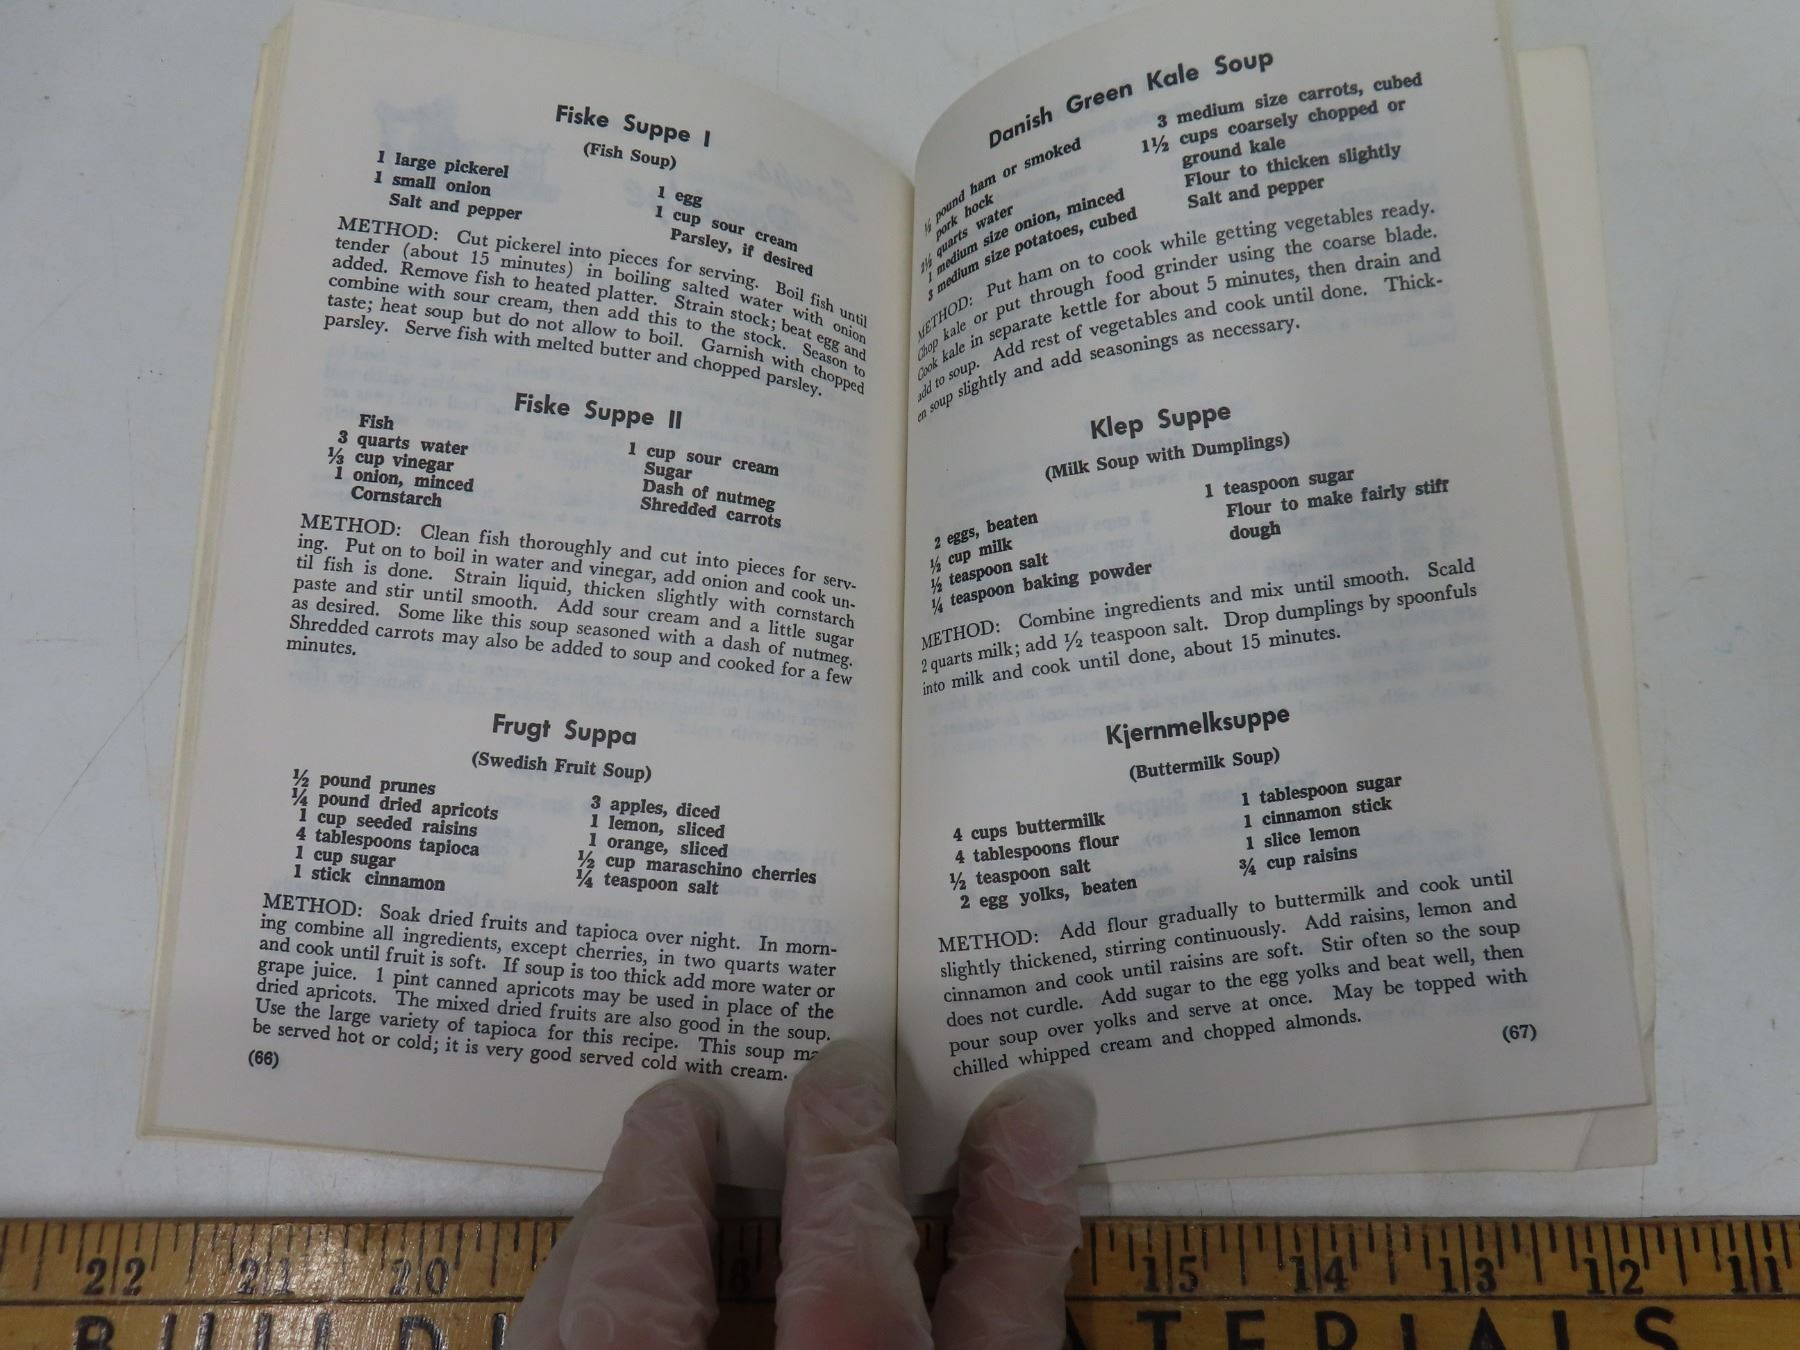 Fiske Suppe I
(Fish Soup)
1 large pickerel
1 small onion
Salt and pepper
1 egg
1 cup sour cream
Parsley, if desired
METHOD: Cut pickerel into pieces for serving. Boil fish until
tender (about 15 minutes) in boiling salted water with onion
added. Remove fish to heated platter. Strain stock; beat egg and
combine with sour cream, then add this to the stock. Season to
taste; heat soup but do not allow to boil. Garnish with chopped
parsley. Serve fish with melted butter and chopped parsley.
Fiske Suppe II
Fish
3 quarts water
⅓ cup vinegar
1 onion, minced
Cornstarch
1 cup sour cream
Sugar
Dash of nutmeg
Shredded carrots
METHOD: Clean fish thoroughly and cut into pieces for serv-
ing. Put on to boil in water and vinegar, add onion and cook un-
til fish is done. Strain liquid, thicken slightly with cornstarch
paste and stir until smooth. Add sour cream and a little sugar
as desired. Some like this soup seasoned with a dash of nutmeg.
Shredded carrots may also be added to soup and cooked for a few
minutes.
Frugt Suppa
(Swedish Fruit Soup)
½ pound prunes
¼ pound dried apricots
1 cup seeded raisins
4 tablespoons tapioca
1 cup sugar
1 stick cinnamon
3 apples, diced
1 lemon, sliced
1 orange, sliced
½ cup maraschino cherries
¼ teaspoon salt
METHOD: Soak dried fruits and tapioca over night. In morn-
ing combine all ingredients, except cherries, in two quarts water
and cook until fruit is soft. If soup is too thick add more water or
grape juice. 1 pint canned apricots may be used in place of the
dried apricots. The mixed dried fruits are also good in the soup.
Use the large variety of tapioca for this recipe. This soup ma
be served hot or cold; it is very good served cold with cream.
(66)
Danish Green Kale Soup
½ pound ham or smoked
pork hock
2½ quarts water
1 medium size onion, minced
3 medium size potatoes, cubed
3 medium size carrots, cubed
1½ cups coarsely chopped or
ground kale
Flour to thicken slightly
Salt and pepper
METHOD: Put ham on to cook while getting vegetables ready.
Chop kale or put through food grinder using the coarse blade.
Cook kale in separate kettle for about 5 minutes, then drain and
add to soup. Add rest of vegetables and cook until done. Thick-
en soup slightly and add seasonings as necessary.
Klep Suppe
(Milk Soup with Dumplings)
2 eggs, beaten
½ cup milk
½ teaspoon salt
¼ teaspoon baking powder
1 teaspoon sugar
Flour to make fairly stiff
dough
METHOD: Combine ingredients and mix until smooth. Scald
2 quarts milk; add ½ teaspoon salt. Drop dumplings by spoonfuls
into milk and cook until done, about 15 minutes.
Kjernmelksuppe
(Buttermilk Soup)
4 cups buttermilk
4 tablespoons flour
½ teaspoon salt
2 egg yolks, beaten
1 tablespoon sugar
1 cinnamon stick
1 slice lemon
¾ cup raisins
METHOD: Add flour gradually to buttermilk and cook until
slightly thickened, stirring continuously. Add raisins, lemon and
cinnamon and cook until raisins are soft. Stir often so the soup
does not curdle. Add sugar to the egg yolks and beat well, then
pour soup over yolks and serve at once. May be topped with
chilled whipped cream and chopped almonds.
(67)
22 21 20 8 15 14 13 12 11
BUILDI ATERIALS